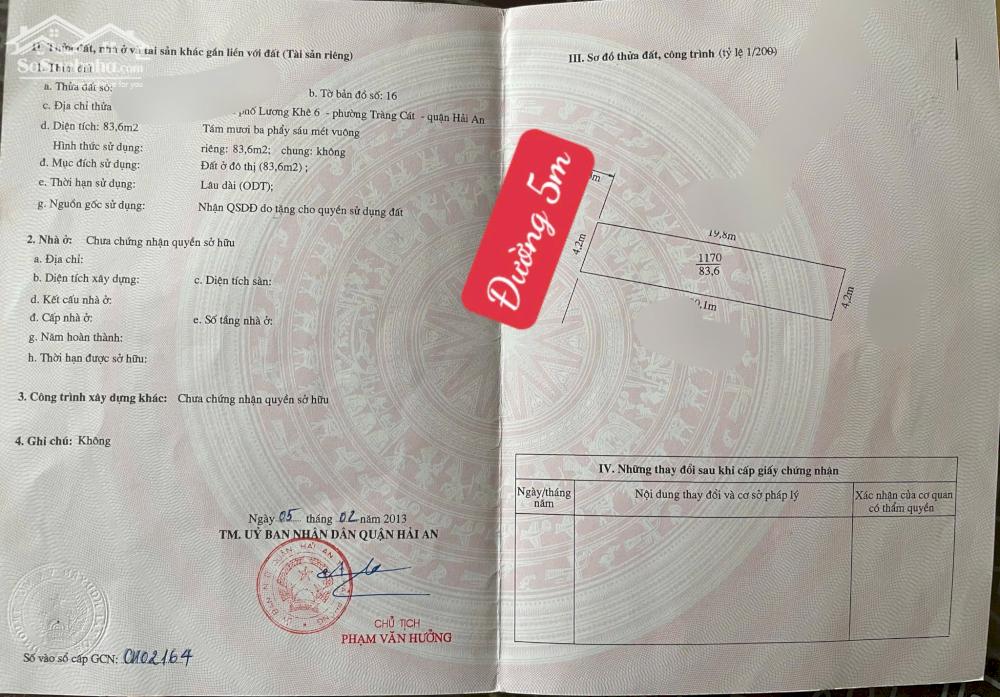 II. Thửa đất, nhà ở và tài sản khác gắn liền với đất (Tài sản riêng)
1. Thửa đất
a. Thửa đất số:
b. Tờ bản đồ số: 16
c. Địa chỉ thửa
phố Lương Khê 6 - phường Tràng Cát - quận Hải An
d. Diện tích: 83,6m2
Tám mươi ba phẩy sáu mét vuông
Hình thức sử dụng:
riêng: 83,6m2; chung: không
đ. Mục đích sử dụng:
Đất ở đô thị (83,6m2) ;
e. Thời hạn sử dụng:
Lâu dài (ODT);
g. Nguồn gốc sử dụng:
Nhận QSDĐ do tặng cho quyền sử dụng đất
2. Nhà ở: Chưa chứng nhận quyền sở hữu
a. Địa chỉ:
b. Diện tích xây dựng:
c. Diện tích sàn:
d. Kết cấu nhà ở:
đ. Cấp nhà ở:
e. Số tầng nhà ở:
g. Năm hoàn thành:
h. Thời hạn được sở hữu:
3. Công trình xây dựng khác: Chưa chứng nhận quyền sở hữu
4. Ghi chú: Không
Ngày 05 tháng 02 năm 2013
TM. UỶ BAN NHÂN DÂN QUẬN HẢI AN
CHỦ TỊCH
PHẠM VĂN HƯỞNG
Số vào sổ cấp GCN: CH02164
III. Sơ đồ thửa đất, công trình (tỷ lệ 1/200)
Đường 5m
m
4,2m
19,8m
1170
83,6
0,1m
4,2m
IV. Những thay đổi sau khi cấp giấy chứng nhân
Ngày/tháng năm
Nội dung thay đổi và cơ sở pháp lý
Xác nhận của cơ quan có thẩm quyền